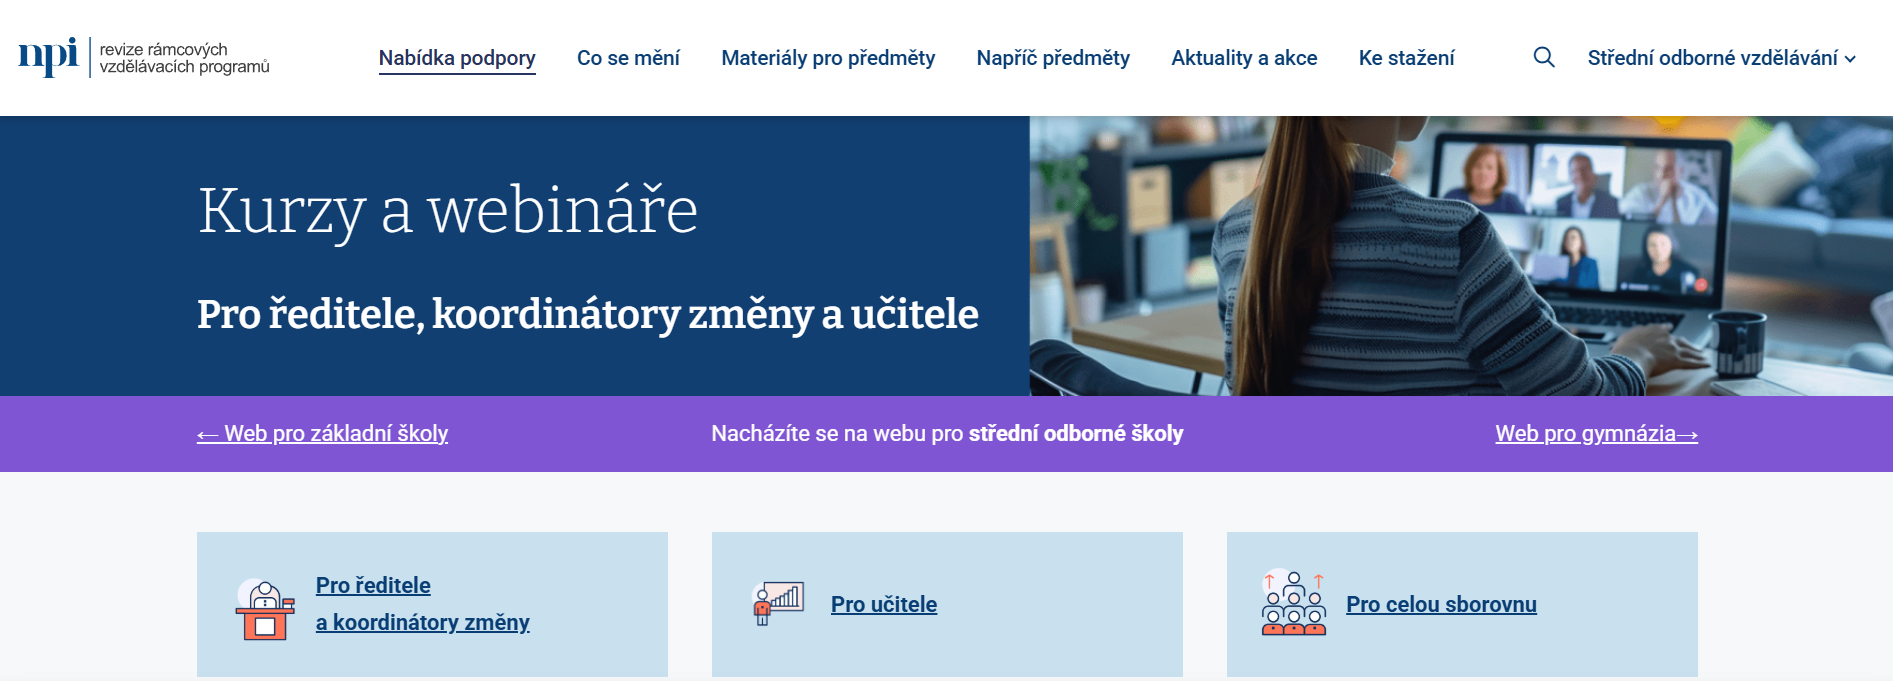 npi
revize rámcových
vzdělávacích programů
Nabídka podpory
Co se mění
Materiály pro předměty
Napříč předměty
Aktuality a akce
Ke stažení
Střední odborné vzdělávání
Kurzy a webináře
Pro ředitele, koordinátory změny a učitele
← Web pro základní školy
Nacházíte se na webu pro střední odborné školy
Web pro gymnázia→
Pro ředitele
a koordinátory změny
Pro učitele
Pro celou sborovnu